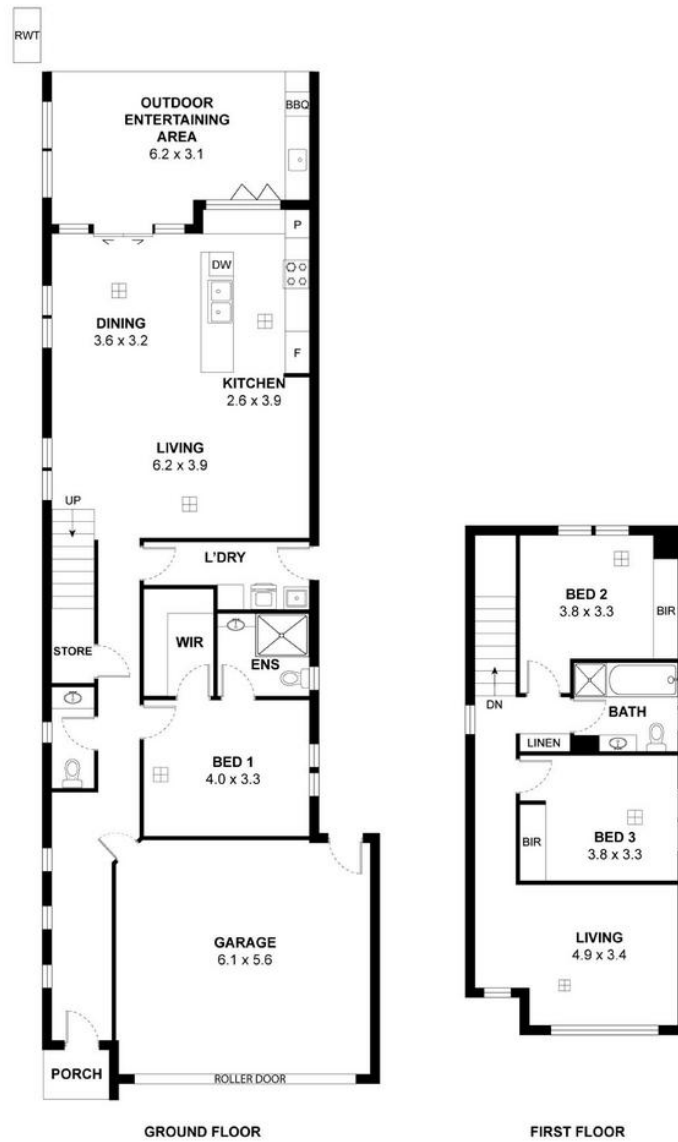 RWT
OUTDOOR
ENTERTAINING
AREA
6.2 x 3.1
BBQ
P
DW
DINING
3.6 x 3.2
F
KITCHEN
2.6 x 3.9
LIVING
6.2 x 3.9
UP
L'DRY
WIR
ENS
STORE
BED 1
4.0 x 3.3
GARAGE
6.1 x 5.6
PORCH
ROLLER DOOR
GROUND FLOOR
BED 2
3.8 x 3.3
BIR
DN
BATH
LINEN
BIR
BED 3
3.8 x 3.3
LIVING
4.9 x 3.4
FIRST FLOOR